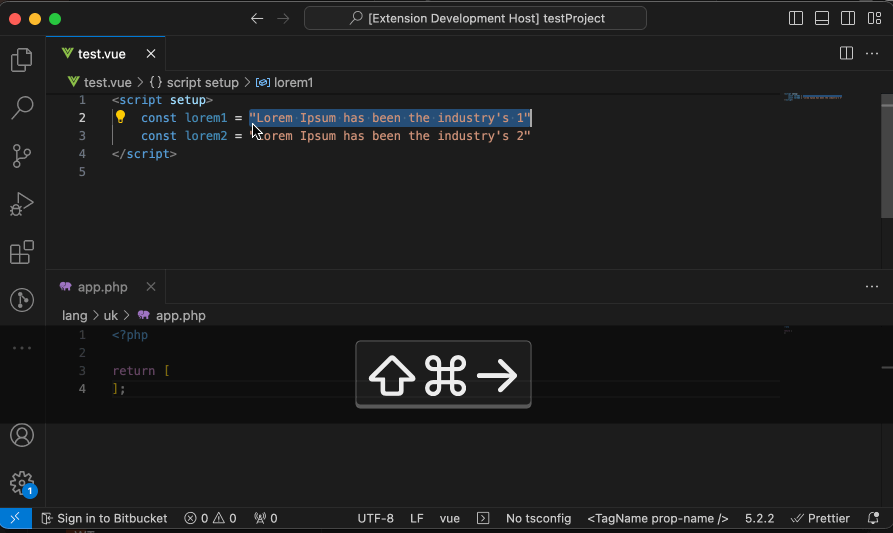 [Extension Development Host] testProject
test.vue
test.vue > {} script setup > lorem1
1 <script setup>
2 const lorem1 = "Lorem Ipsum has been the industry's 1"
3 const lorem2 = "Lorem Ipsum has been the industry's 2"
4 </script>
5
app.php
lang > uk > app.php
1 <?php
2
3 return [
4 ];
⇧⌘→
1
Sign in to Bitbucket 0 0 0 UTF-8 LF vue No tsconfig <TagName prop-name /> 5.2.2 Prettier